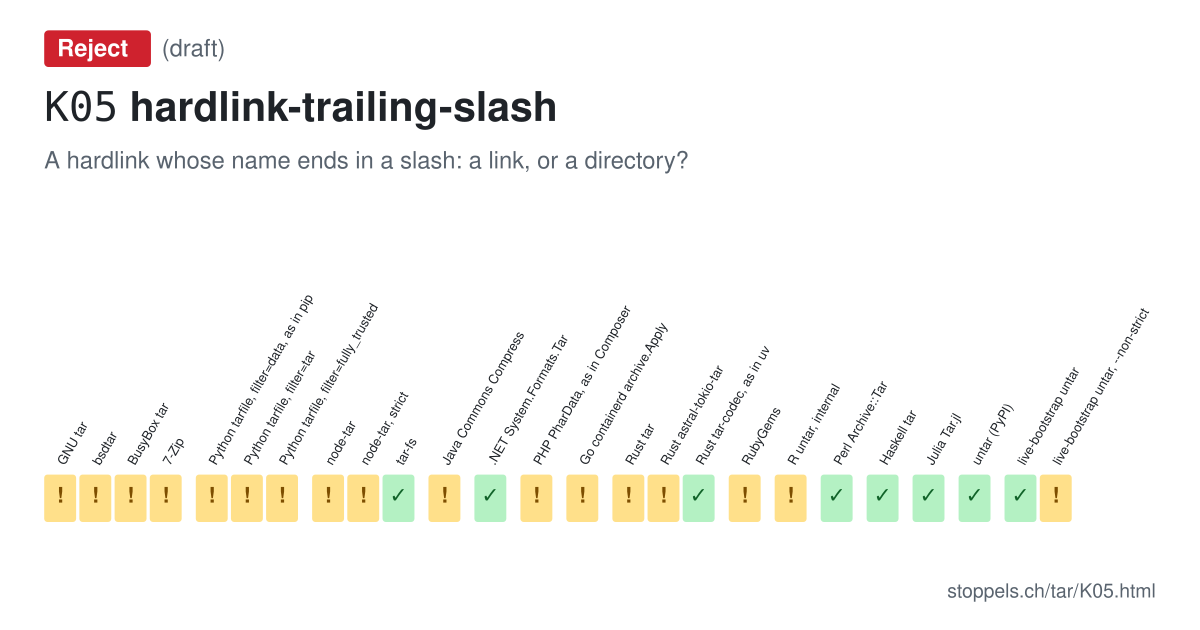 Reject (draft)
K05 hardlink-trailing-slash
A hardlink whose name ends in a slash: a link, or a directory?
GNU tar
bsdtar
BusyBox tar
7-Zip
Python tarfile, filter=data, as in pip
Python tarfile, filter=tar
Python tarfile, filter=fully_trusted
node-tar
node-tar, strict
tar-fs
Java Commons Compress
.NET System.Formats.Tar
PHP PharData, as in Composer
Go containerd archive.Apply
Rust tar
Rust astral-tokio-tar
Rust tar-codec, as in uv
RubyGems
R untar, internal
Perl Archive::Tar
Haskell tar
Julia Tar.jl
untar (PyPI)
live-bootstrap untar
live-bootstrap untar, --non-strict
! ! ! ! ! ! ! ! ! ✓ ! ✓ ! ! ! ! ✓ ! ! ✓ ✓ ✓ ✓ ✓ !
stoppels.ch/tar/K05.html